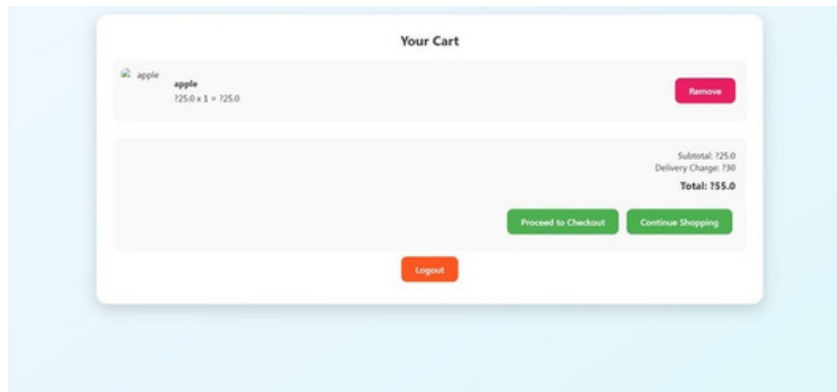 Your Cart
apple
apple
?25.0 x 1 = ?25.0
Remove
Subtotal: ?25.0
Delivery Charge: ?30
Total: ?55.0
Proceed to Checkout
Continue Shopping
Logout